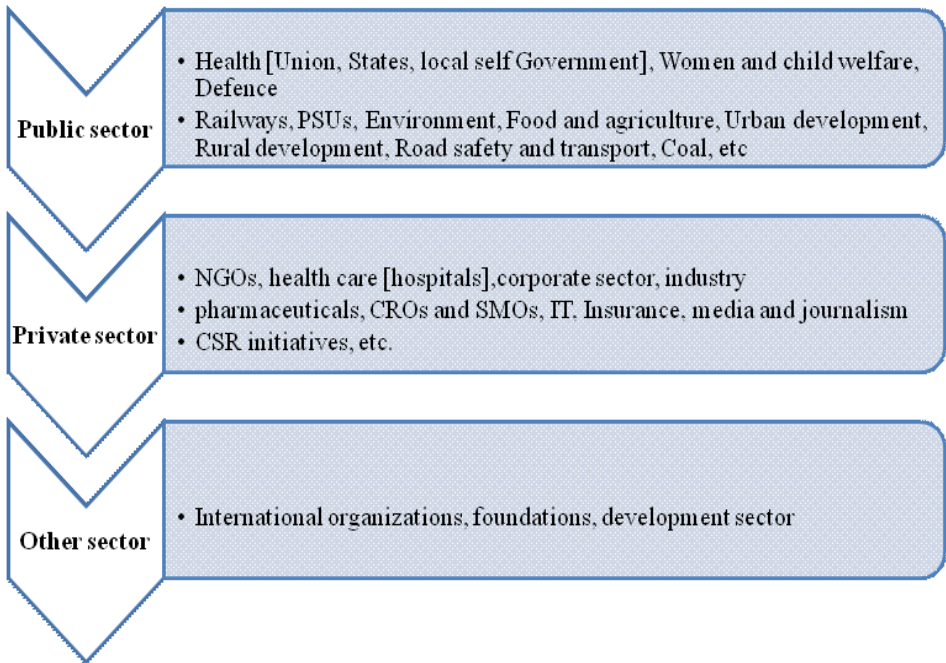 Public sector
• Health [Union, States, local self Government], Women and child welfare,
Defence
• Railways, PSUs, Environment, Food and agriculture, Urban development,
Rural development, Road safety and transport, Coal, etc
Private sector
• NGOs, health care [hospitals],corporate sector, industry
• pharmaceuticals, CROs and SMOs, IT, Insurance, media and journalism
• CSR initiatives, etc.
Other sector
• International organizations, foundations, development sector